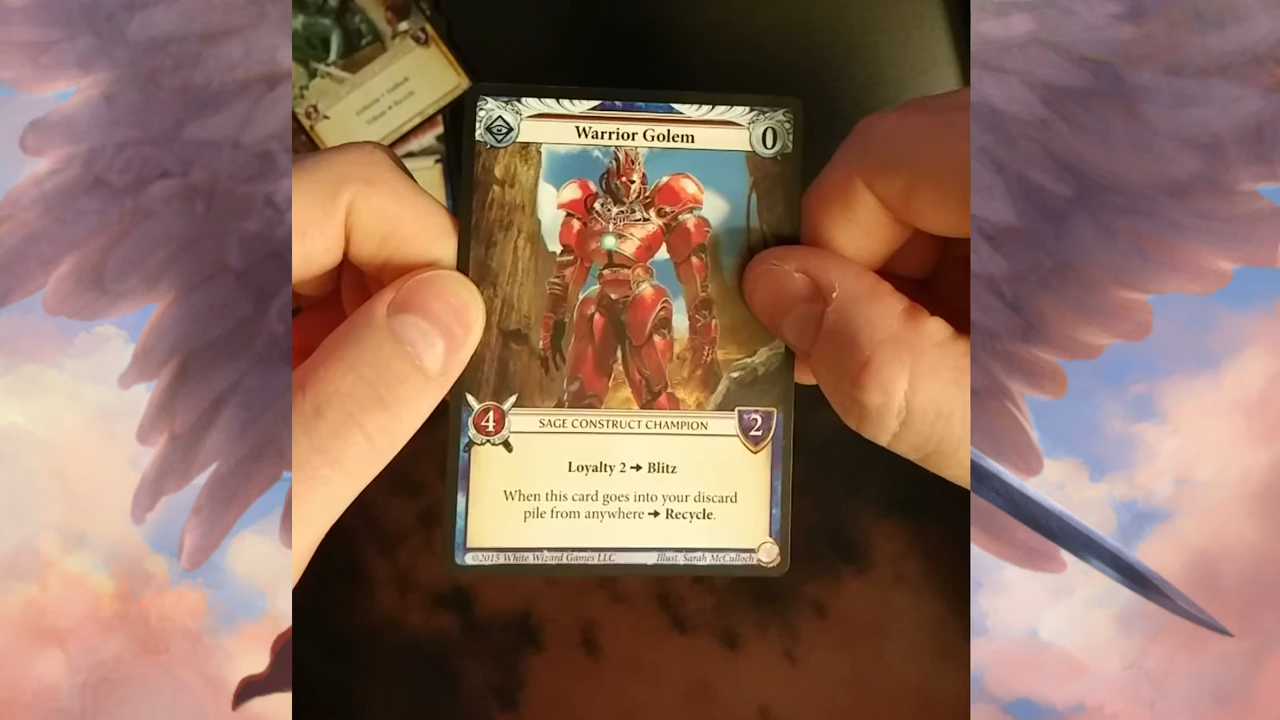 Warrior Golem
0
4
SAGE CONSTRUCT CHAMPION
2
Loyalty 2 ➔ Blitz
When this card goes into your discard
pile from anywhere ➔ Recycle.
©2015 White Wizard Games LLC
Illust. Sarah McCulloch